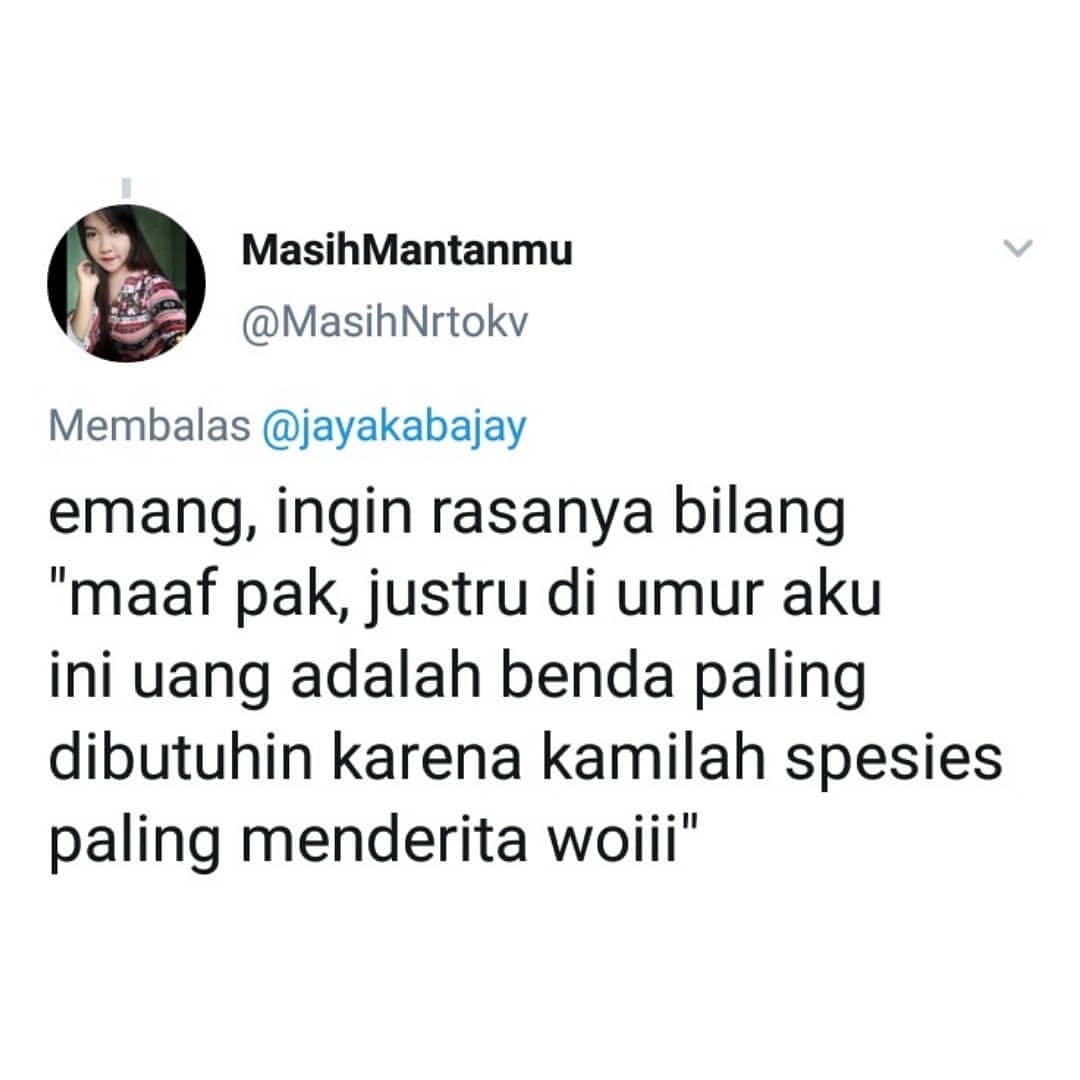 MasihMantanmu
@MasihNrtokv
Membalas @jayakabajay
emang, ingin rasanya bilang
"maaf pak, justru di umur aku
ini uang adalah benda paling
dibutuhin karena kamilah spesies
paling menderita woiii"